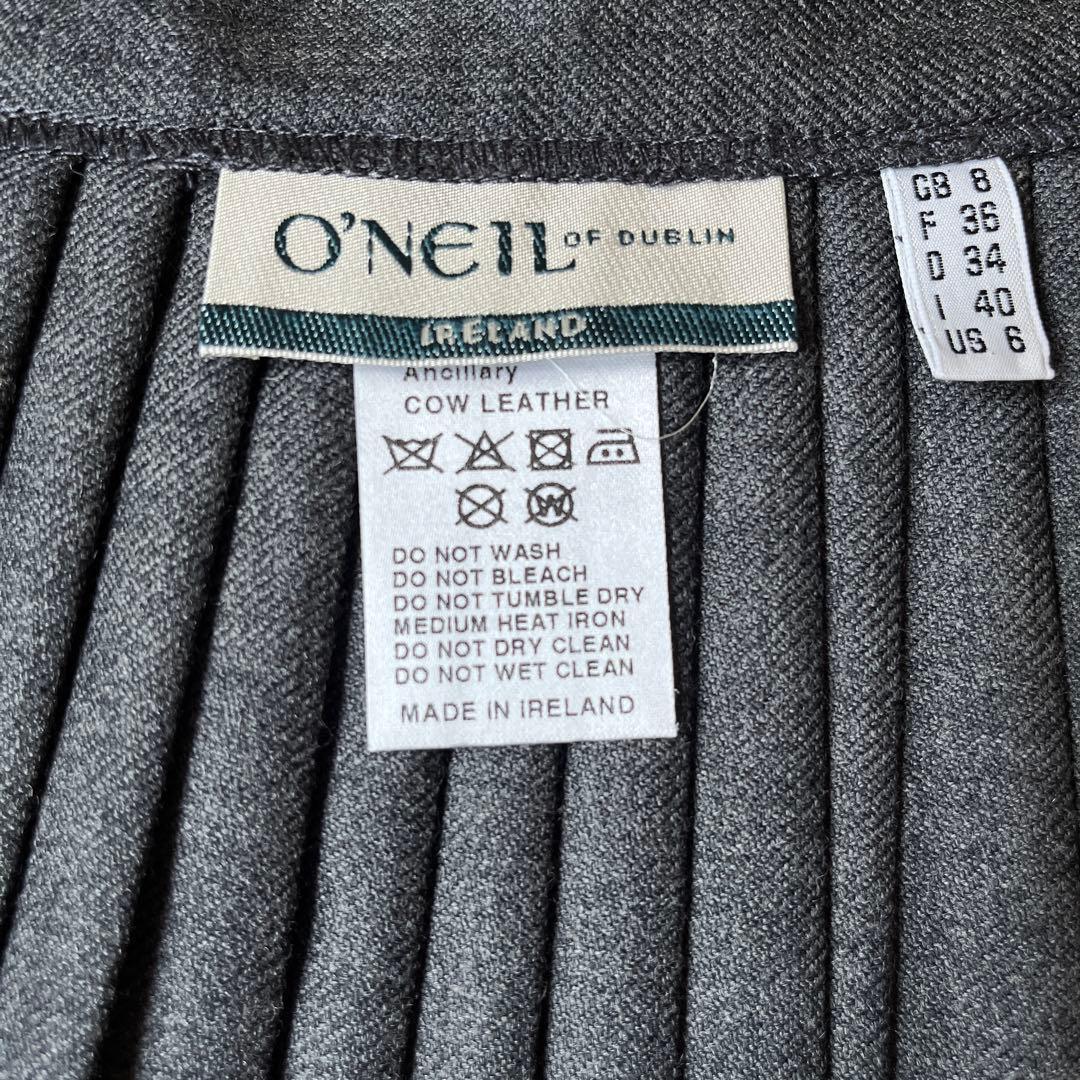 O'NEIL OF DUBLIN
IRELAND
GB 8
F 36
D 34
I 40
US 6
Ancillary
COW LEATHER
W
DO NOT WASH
DO NOT BLEACH
DO NOT TUMBLE DRY
MEDIUM HEAT IRON
DO NOT DRY CLEAN
DO NOT WET CLEAN
MADE IN IRELAND